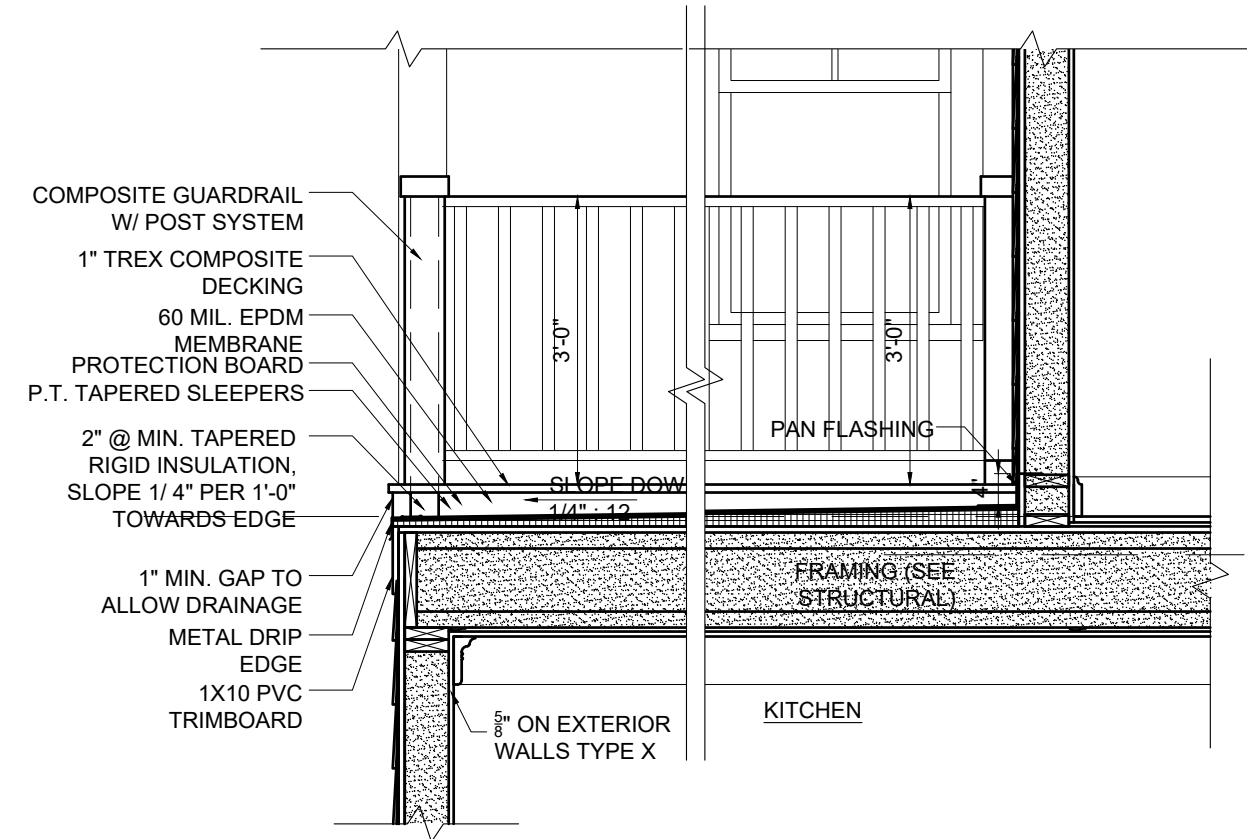 COMPOSITE GUARDRAIL
W/ POST SYSTEM
1" TREX COMPOSITE
DECKING
60 MIL. EPDM
MEMBRANE
PROTECTION BOARD
P.T. TAPERED SLEEPERS
2" @ MIN. TAPERED
RIGID INSULATION,
SLOPE 1/ 4" PER 1'-0"
TOWARDS EDGE
1" MIN. GAP TO
ALLOW DRAINAGE
METAL DRIP
EDGE
1X10 PVC
TRIMBOARD
3'-0"
3'-0"
PAN FLASHING
4"
SLOPE DOW
1/4" : 12
FRAMING (SEE
STRUCTURAL)
KITCHEN
5/8" ON EXTERIOR
WALLS TYPE X